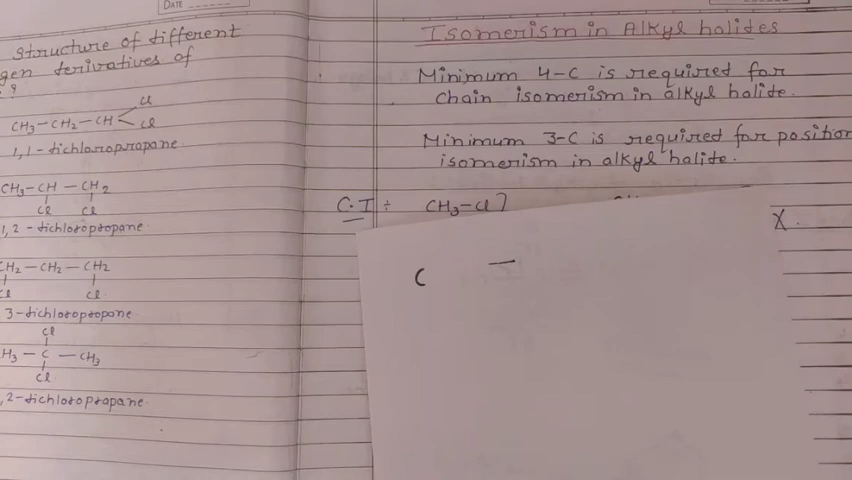 DATE
Structure of different
gen derivatives of
?
Cl
CH3-CH2-CH
Cl
1,1-dichloropropane
CH3-CH-CH2
Cl Cl
1,2-dichloropropane
CH2-CH2-CH2
Cl Cl
3-dichloropropane
Cl
H3-C-CH3
Cl
,2-dichloropropane
Isomerism in Alkyl halides
Minimum 4-C is required for
chain isomerism in alkyl halide.
Minimum 3-C is required for position
isomerism in alkyl halide.
C.I ÷ CH3-Cl]
X.
C —